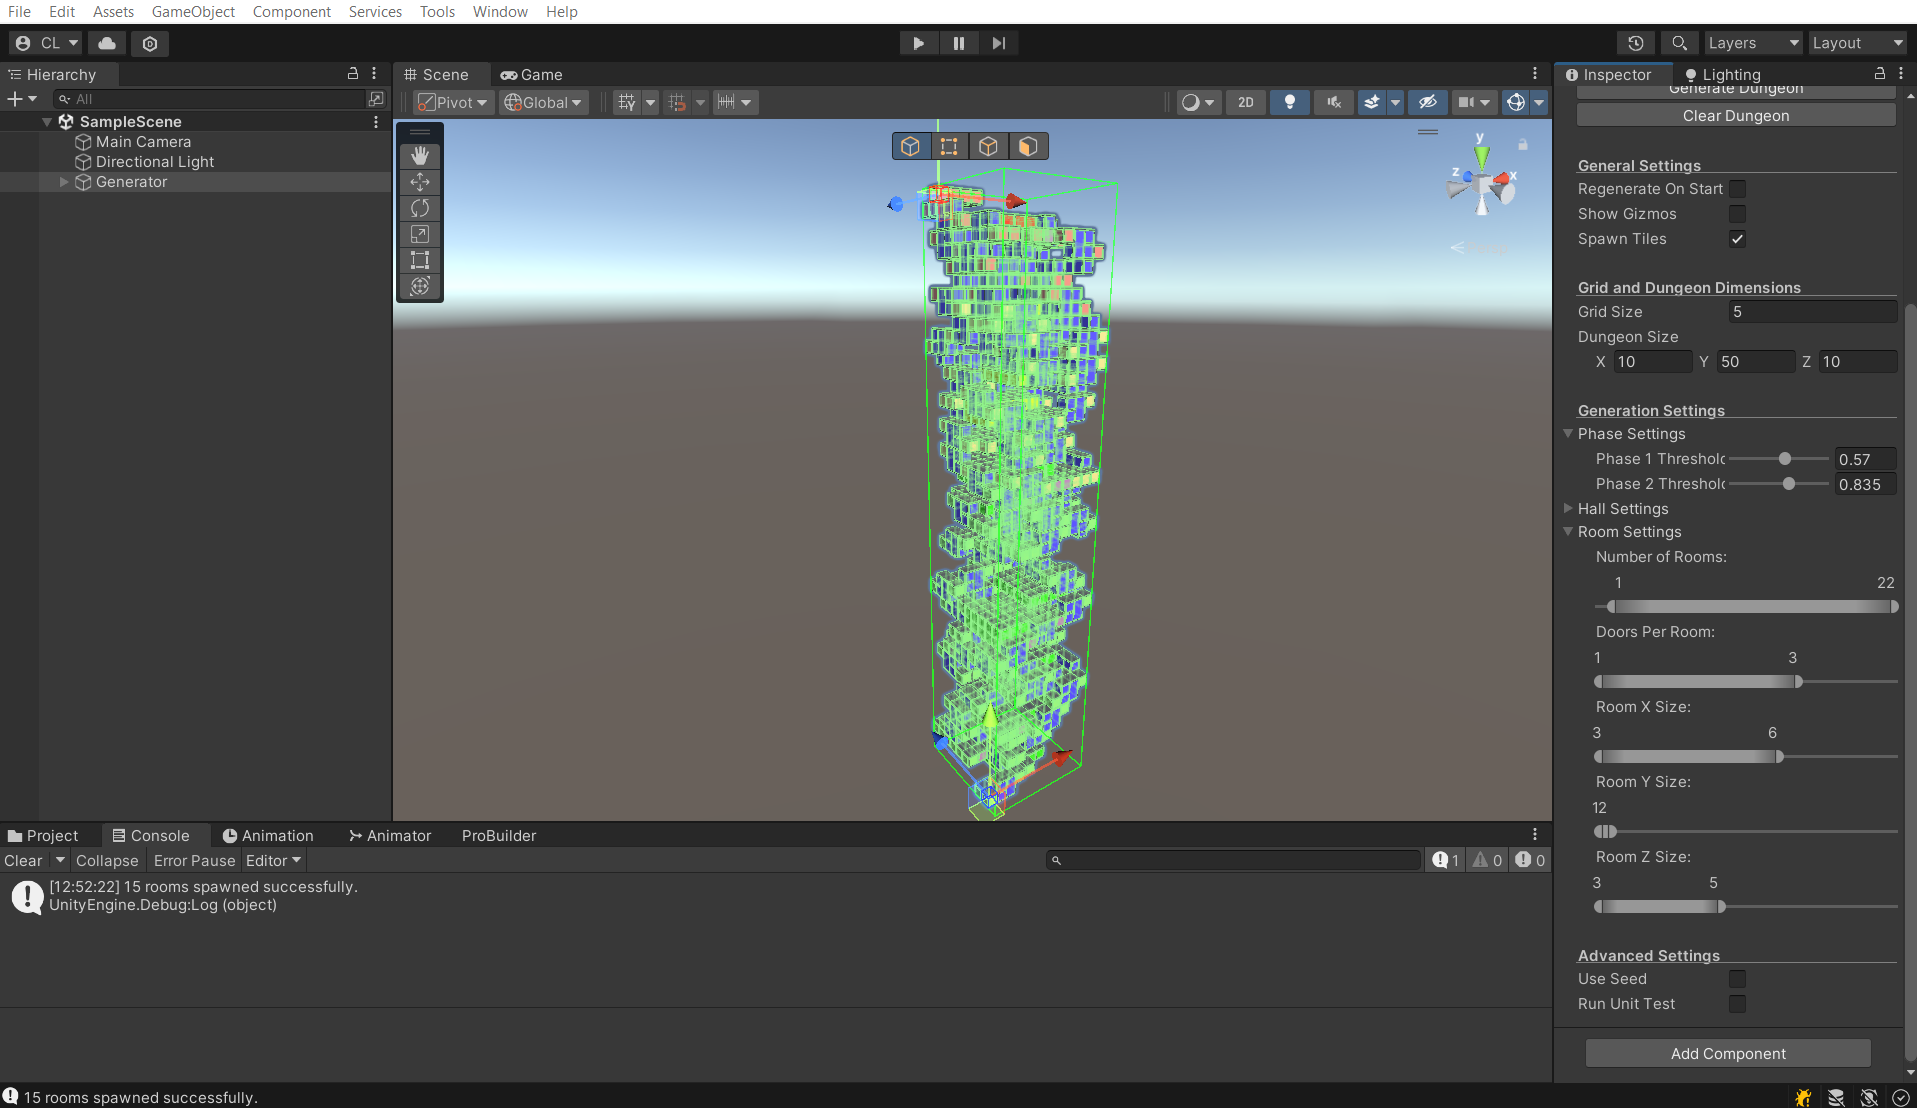 File Edit Assets GameObject Component Services Tools Window Help
CL Layers Layout
Hierarchy
All
SampleScene
Main Camera
Directional Light
Generator
Scene Game
Pivot Global 2D
y
z x
Inspector Lighting
Generate Dungeon
Clear Dungeon
General Settings
Regenerate On Start
Show Gizmos
Spawn Tiles
Grid and Dungeon Dimensions
Grid Size 5
Dungeon Size
X 10 Y 50 Z 10
Generation Settings
Phase Settings
Phase 1 Threshold 0.57
Phase 2 Threshold 0.835
Hall Settings
Room Settings
Number of Rooms:
1 22
Doors Per Room:
1 3
Room X Size:
3 6
Room Y Size:
12
Room Z Size:
3 5
Advanced Settings
Use Seed
Run Unit Test
Add Component
Project Console Animation Animator ProBuilder
Clear Collapse Error Pause Editor 1 0 0
[12:52:22] 15 rooms spawned successfully.
UnityEngine.Debug:Log (object)
15 rooms spawned successfully.